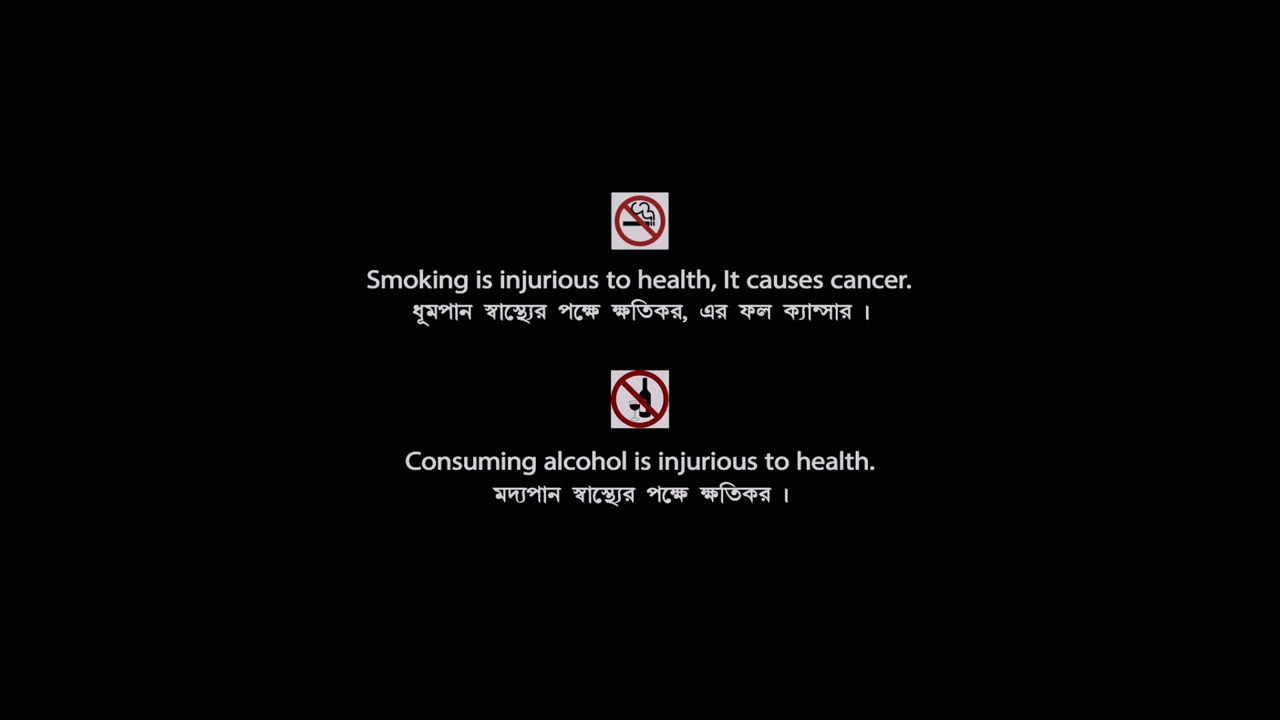 Smoking is injurious to health, It causes cancer.
ধূমপান স্বাস্থ্যের পক্ষে ক্ষতিকর, এর ফল ক্যান্সার ।
Consuming alcohol is injurious to health.
মদ্যপান স্বাস্থ্যের পক্ষে ক্ষতিকর ।